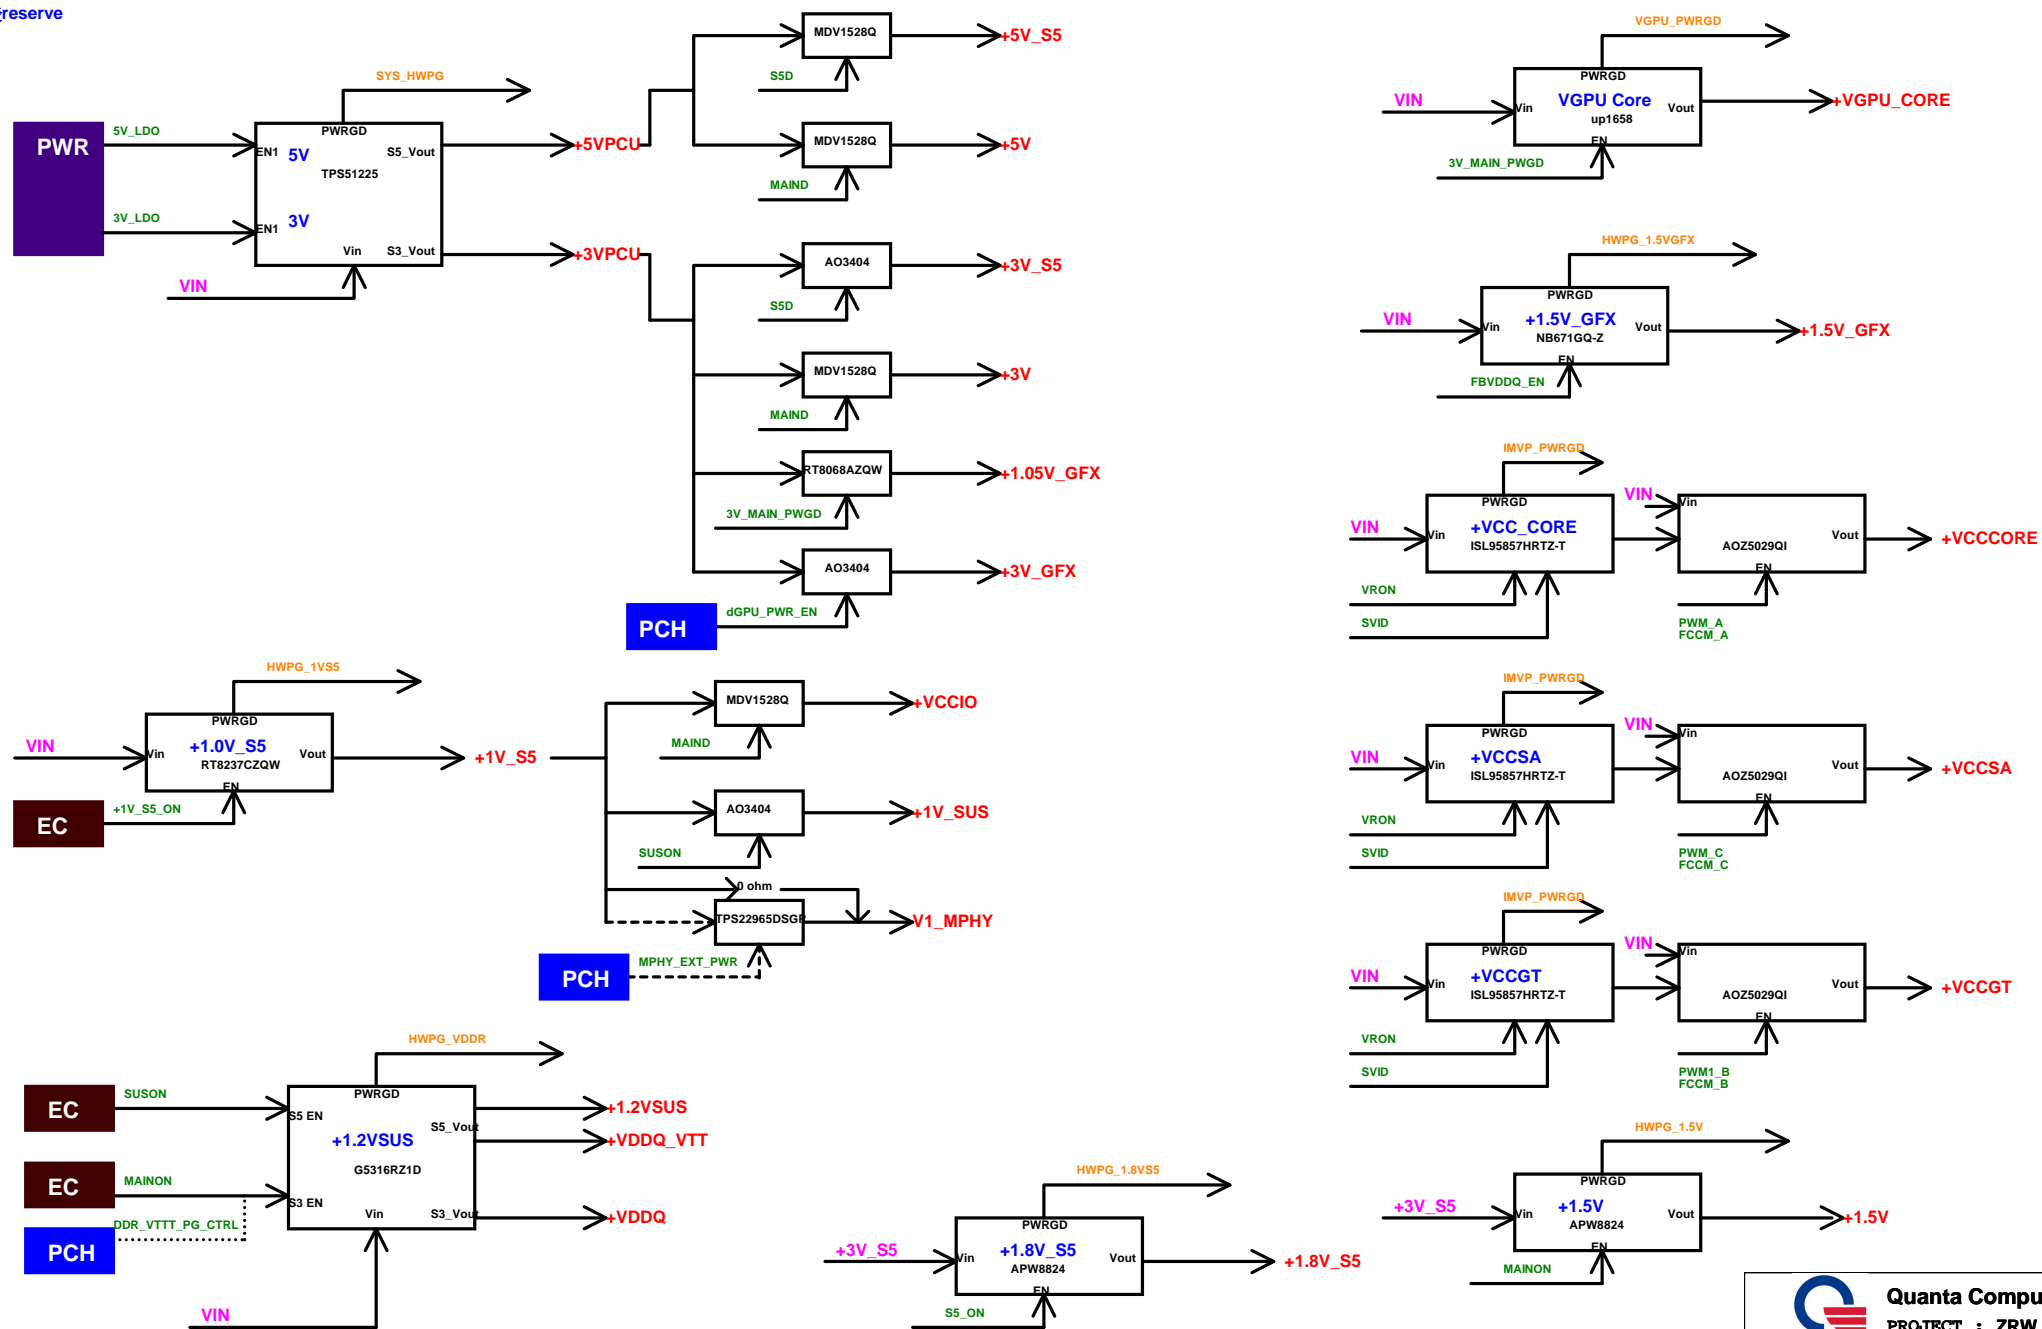 reserve
SYS_HWPG
PWR
5V_LDO
3V_LDO
PWRGD
EN1
5V
S5_Vout
TPS51225
EN1
3V
Vin
S3_Vout
VIN
+5VPCU
+3VPCU
MDV1528Q
S5D
+5V_S5
MDV1528Q
MAIND
+5V
AO3404
S5D
+3V_S5
MDV1528Q
MAIND
+3V
RT8068AZQW
3V_MAIN_PWGD
+1.05V_GFX
AO3404
+3V_GFX
PCH
dGPU_PWR_EN
HWPG_1VS5
PWRGD
VIN
Vin
+1.0V_S5
Vout
RT8237CZQW
EN
EC
+1V_S5_ON
+1V_S5
MDV1528Q
MAIND
+VCCIO
AO3404
SUSON
+1V_SUS
0 ohm
TPS22965DSGR
V1_MPHY
PCH
MPHY_EXT_PWR
HWPG_VDDR
EC
SUSON
PWRGD
S5 EN
S5_Vout
+1.2VSUS
G5316RZ1D
EC
MAINON
S3 EN
Vin
S3_Vout
DDR_VTTT_PG_CTRL
PCH
VIN
+1.2VSUS
+VDDQ_VTT
+VDDQ
HWPG_1.8VS5
PWRGD
+3V_S5
Vin
+1.8V_S5
Vout
APW8824
EN
S5_ON
+1.8V_S5
VGPU_PWRGD
PWRGD
VIN
Vin
VGPU Core
Vout
up1658
EN
3V_MAIN_PWGD
+VGPU_CORE
HWPG_1.5VGFX
PWRGD
VIN
Vin
+1.5V_GFX
Vout
NB671GQ-Z
EN
FBVDDQ_EN
+1.5V_GFX
IMVP_PWRGD
PWRGD
VIN
Vin
+VCC_CORE
ISL95857HRTZ-T
VRON
SVID
VIN
Vin
Vout
AOZ5029QI
EN
PWM_A
FCCM_A
+VCCCORE
IMVP_PWRGD
PWRGD
VIN
Vin
+VCCSA
ISL95857HRTZ-T
VRON
SVID
VIN
Vin
Vout
AOZ5029QI
EN
PWM_C
FCCM_C
+VCCSA
IMVP_PWRGD
PWRGD
VIN
Vin
+VCCGT
ISL95857HRTZ-T
VRON
SVID
VIN
Vin
Vout
AOZ5029QI
EN
PWM1_B
FCCM_B
+VCCGT
HWPG_1.5V
PWRGD
+3V_S5
Vin
+1.5V
Vout
APW8824
EN
MAINON
+1.5V
Quanta Compu
PROJECT : ZRW